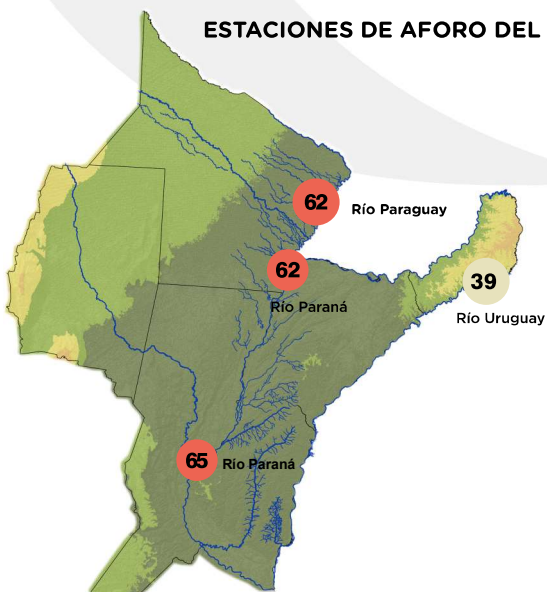 ESTACIONES DE AFORO DEL
62
Río Paraguay
62
39
Río Paraná
Río Uruguay
65 Río Paraná